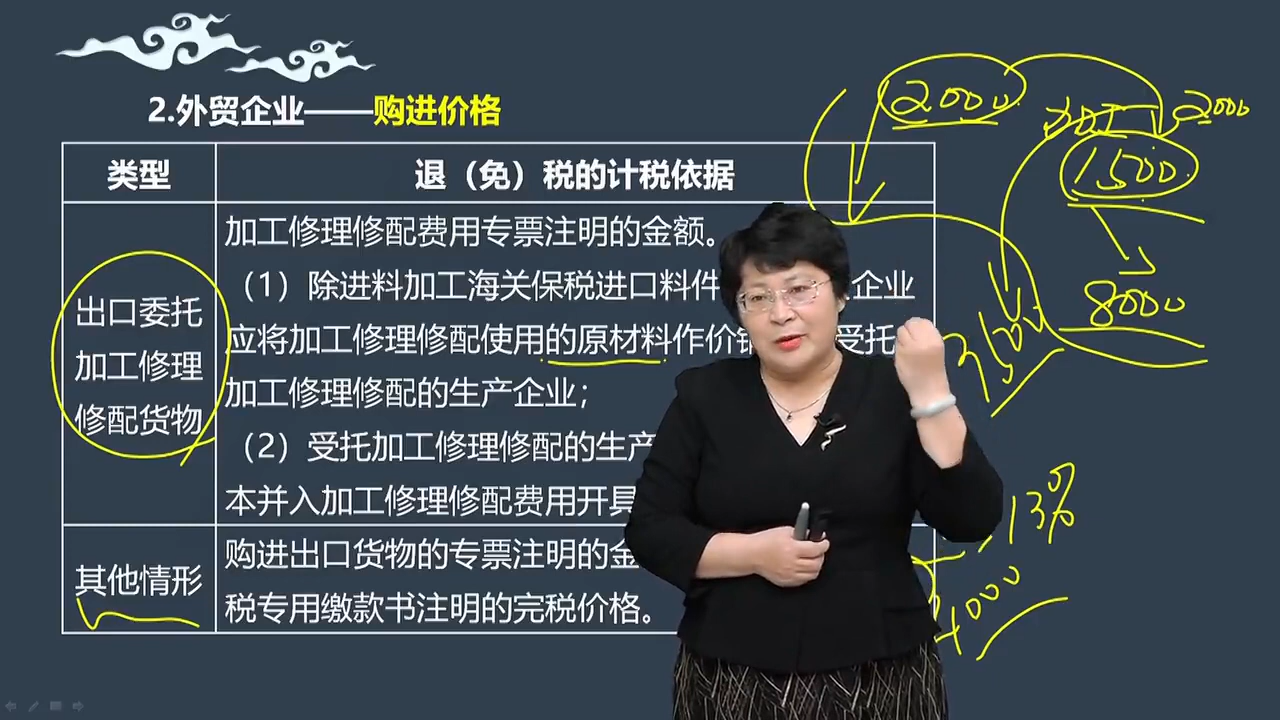 2.外贸企业——购进价格
类型
退（免）税的计税依据
出口委托
加工修理
修配货物
加工修理修配费用专票注明的金额。
（1）除进料加工海关保税进口料件
企业
应将加工修理修配使用的原材料作价
受托
加工修理修配的生产企业；
（2）受托加工修理修配的生产
本并入加工修理修配费用开具
其他情形
购进出口货物的专票注明的金
税专用缴款书注明的完税价格。
2000
2000
1500
8000
3500
13%
4000